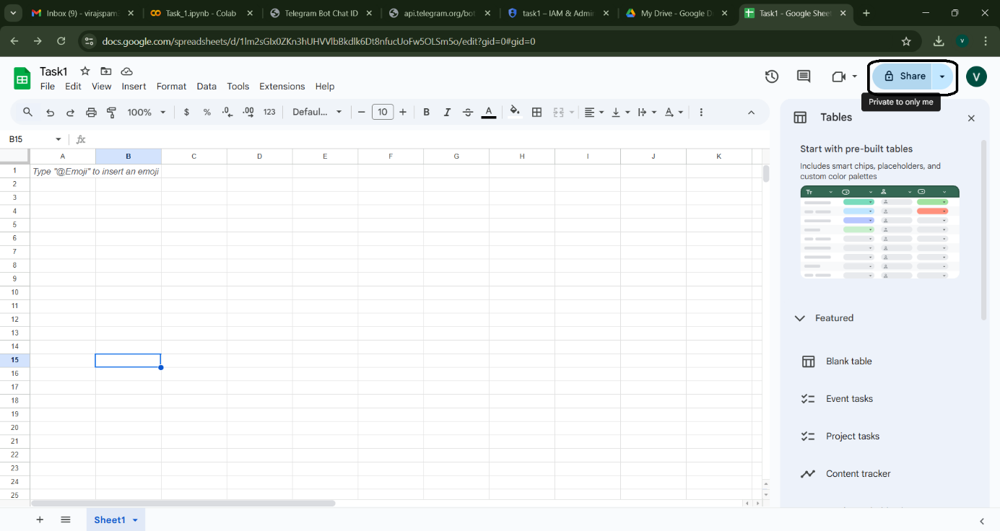 Inbox (9) - virajspam
Task_1.ipynb - Colab
Telegram Bot Chat ID
api.telegram.org/bot
task1 – IAM & Admin
My Drive - Google D
Task1 - Google Sheet
docs.google.com/spreadsheets/d/1lm2sGlx0ZKn3hUHVVlbBkdlk6Dt8nfucUoFw5OLSm5o/edit?gid=0#gid=0
V
Task1
File Edit View Insert Format Data Tools Extensions Help
Share
V
Private to only me
100% $ % .0 .00 123 Defaul... 10 B I A
B15 fx
A B C D E F G H I J K
1 Type "@Emoji" to insert an emoji
2
3
4
5
6
7
8
9
10
11
12
13
14
15
16
17
18
19
20
21
22
23
24
25
Sheet1
Tables
Start with pre-built tables
Includes smart chips, placeholders, and
custom color palettes
Tт
Featured
Blank table
Event tasks
Project tasks
Content tracker